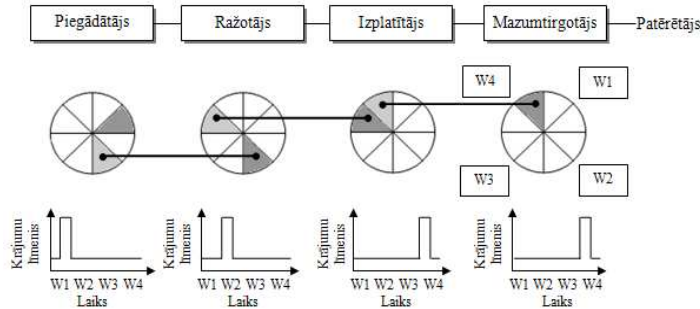 Piegādātājs
Ražotājs
Izplatītājs
Mazumtirgotājs
Patērētājs
W4
W1
W3
W2
Krājumu līmenis
W1 W2 W3 W4
Laiks
Krājumu līmenis
W1 W2 W3 W4
Laiks
Krājumu līmenis
W1 W2 W3 W4
Laiks
Krājumu līmenis
W1 W2 W3 W4
Laiks